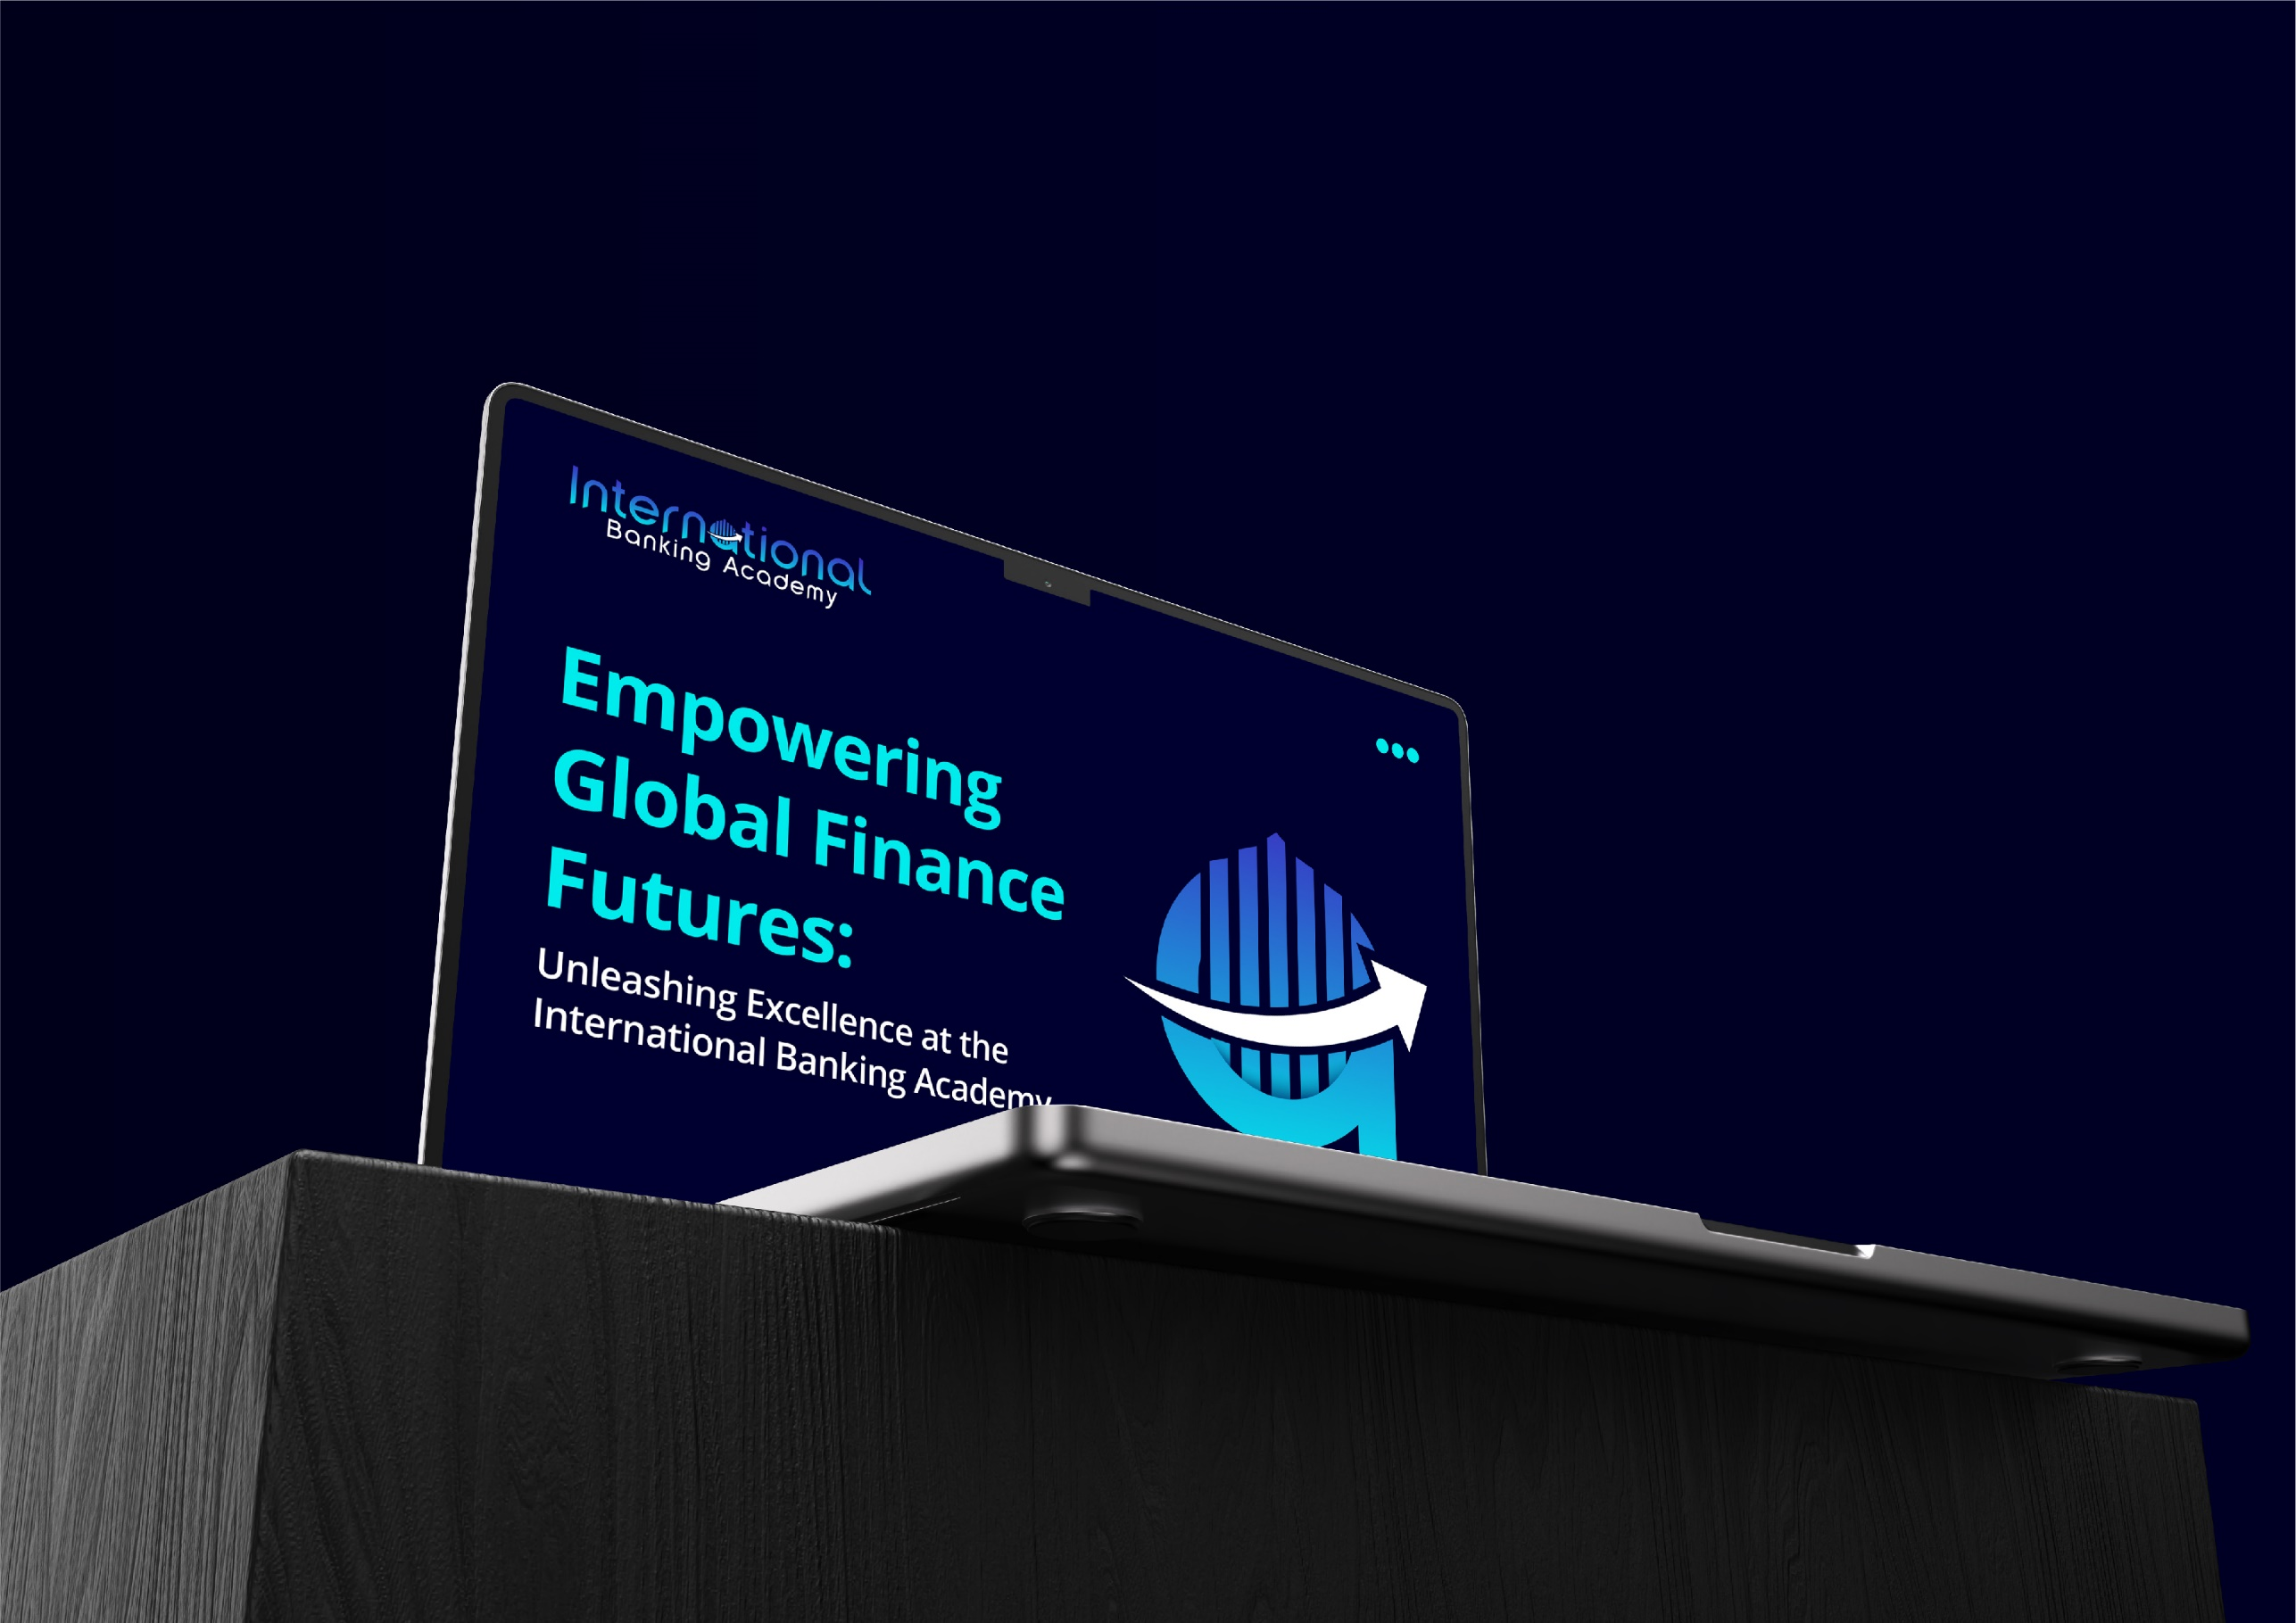 International
Banking Academy
Empowering
Global Finance
Futures:
Unleashing Excellence at the
International Banking Academy